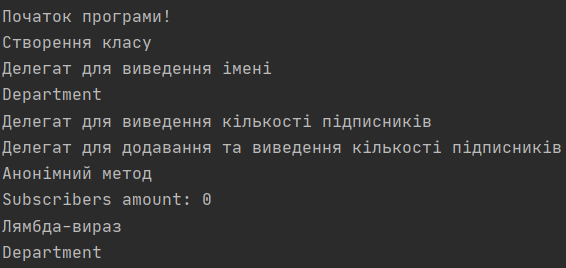 Початок програми!
Створення класу
Делегат для виведення імені
Department
Делегат для виведення кількості підписників
Делегат для додавання та виведення кількості підписників
Анонімний метод
Subscribers amount: 0
Лямбда-вираз
Department